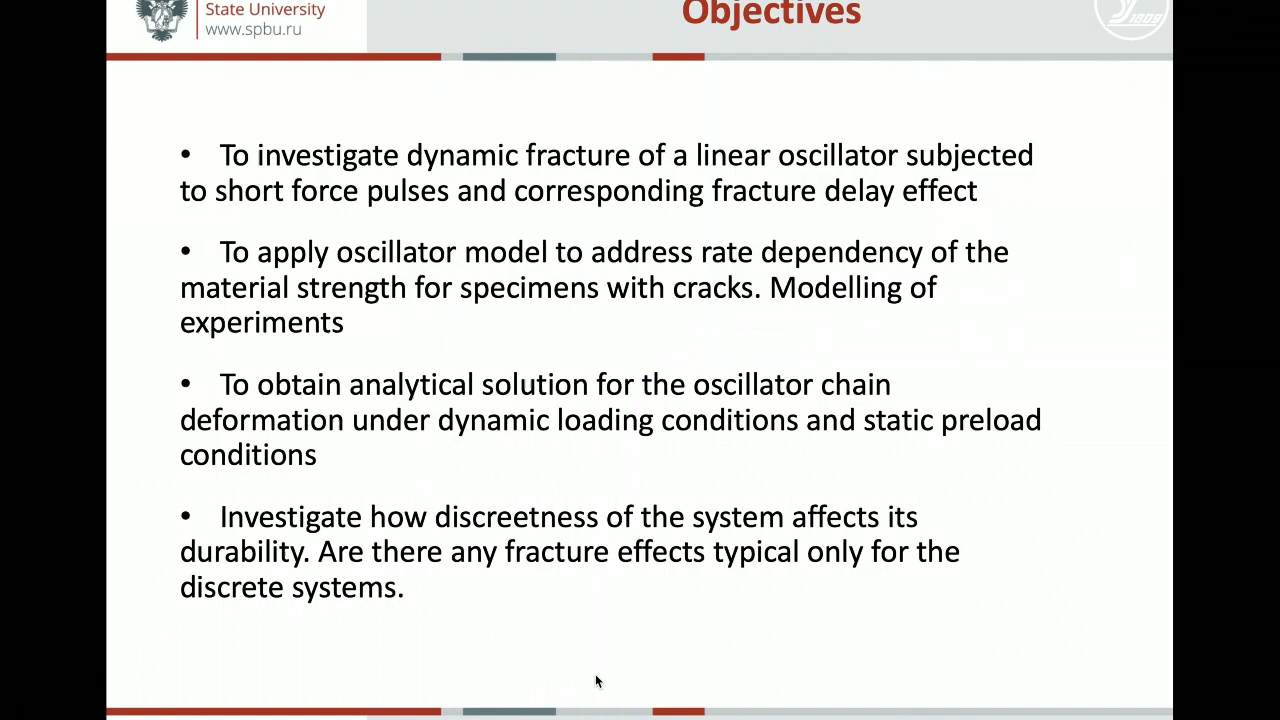 State University
www.spbu.ru
Objectives
1809
• To investigate dynamic fracture of a linear oscillator subjected
to short force pulses and corresponding fracture delay effect
• To apply oscillator model to address rate dependency of the
material strength for specimens with cracks. Modelling of
experiments
• To obtain analytical solution for the oscillator chain
deformation under dynamic loading conditions and static preload
conditions
• Investigate how discreetness of the system affects its
durability. Are there any fracture effects typical only for the
discrete systems.